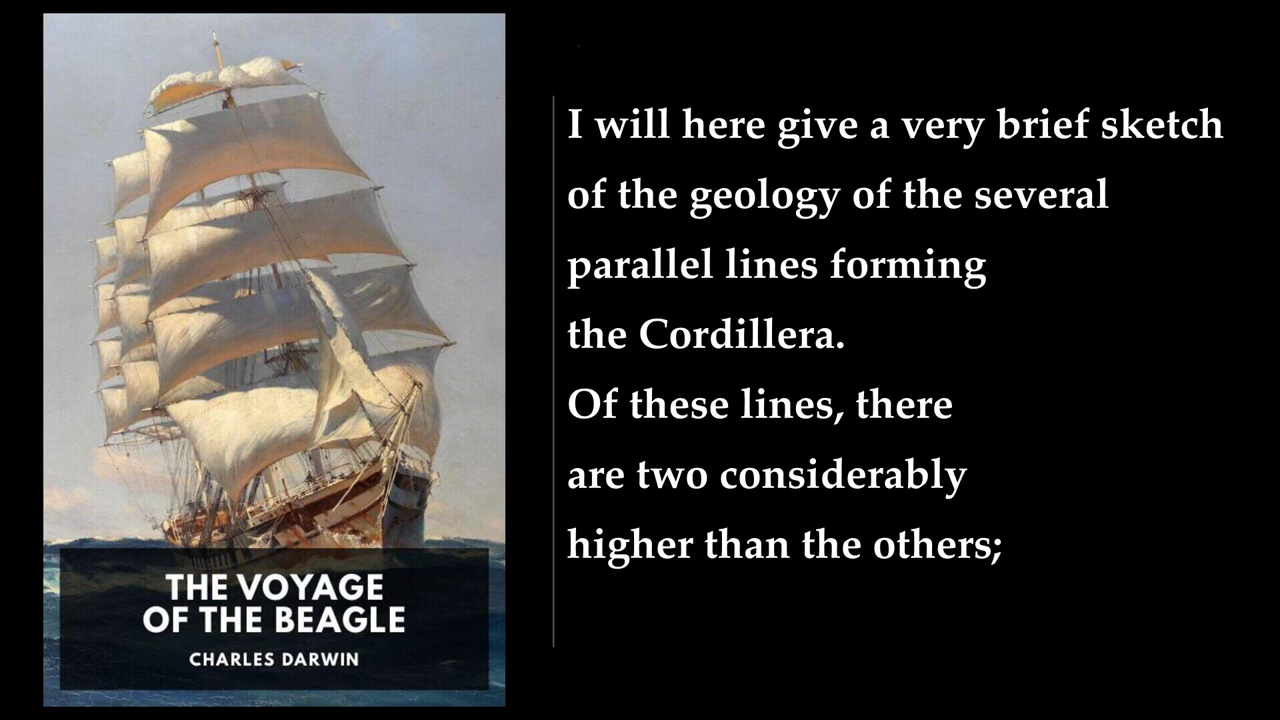 THE VOYAGE
OF THE BEAGLE
CHARLES DARWIN
I will here give a very brief sketch
of the geology of the several
parallel lines forming
the Cordillera.
Of these lines, there
are two considerably
higher than the others;